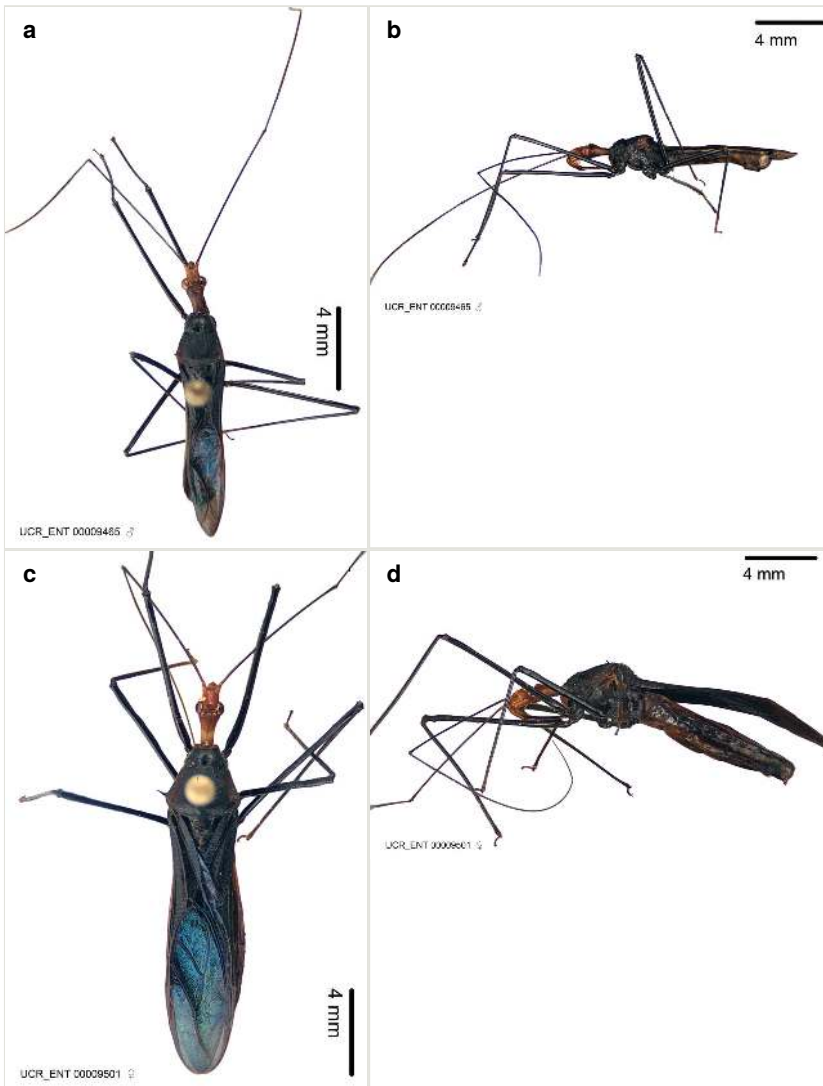 a
4 mm
UCR_ENT 00009465 ♂
b
4 mm
UCR_ENT 00009465 ♂
c
4 mm
UCR_ENT 00009501 ♀
d
4 mm
UCR_ENT 00009501 ♀